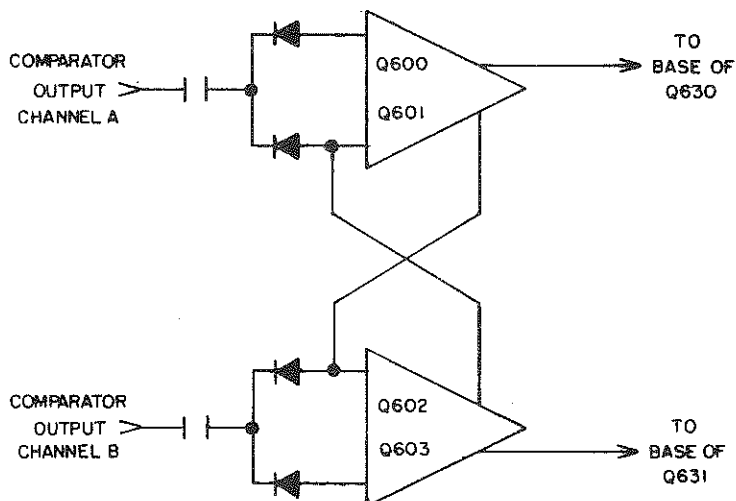 COMPARATOR
OUTPUT
CHANNEL A
Q600
Q601
TO
BASE OF
Q630
COMPARATOR
OUTPUT
CHANNEL B
Q602
Q603
TO
BASE OF
Q631